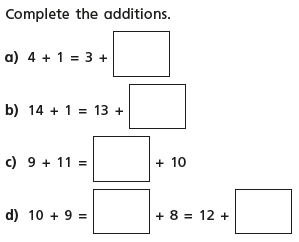 Complete the additions.
a) 4 + 1 = 3 +
b) 14 + 1 = 13 +
c) 9 + 11 = + 10
d) 10 + 9 = + 8 = 12 +